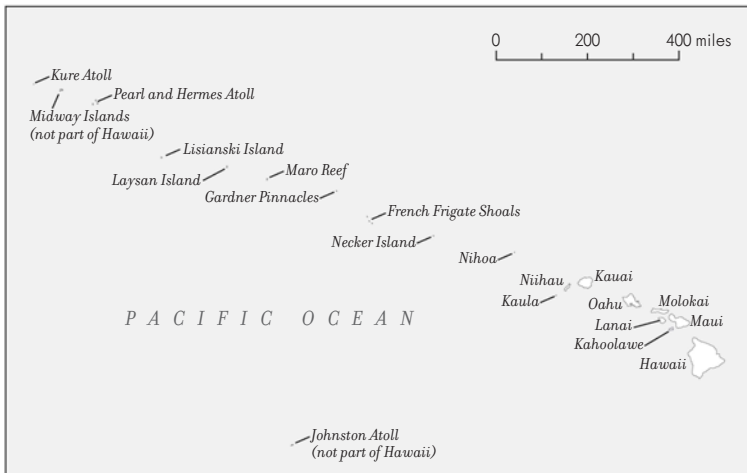 0 200 400 miles
Kure Atoll
Pearl and Hermes Atoll
Midway Islands
(not part of Hawaii)
Lisianski Island
Maro Reef
Laysan Island
Gardner Pinnacles
French Frigate Shoals
Necker Island
Nihoa
Niihau
Kauai
Kaula
Oahu
Molokai
Lanai
Maui
Kahoolawe
Hawaii
PACIFIC OCEAN
Johnston Atoll
(not part of Hawaii)